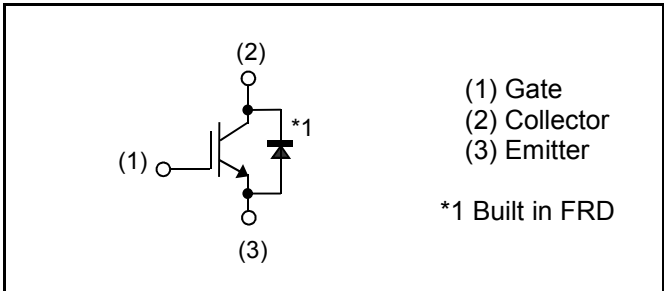 (2)
*1
(1)
(3)
(1) Gate
(2) Collector
(3) Emitter
*1 Built in FRD